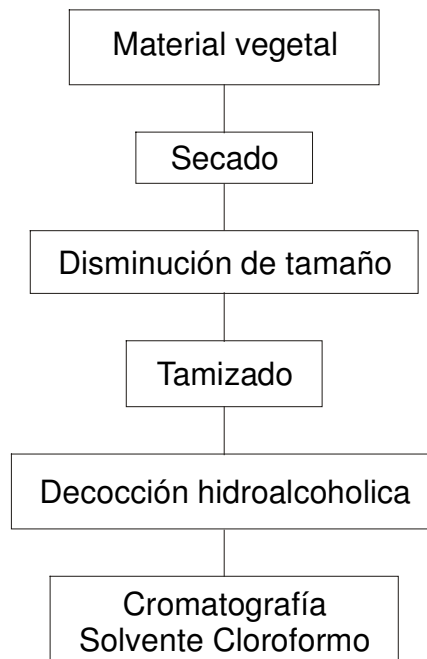 Material vegetal
Secado
Disminución de tamaño
Tamizado
Decocción hidroalcoholica
Cromatografía
Solvente Cloroformo